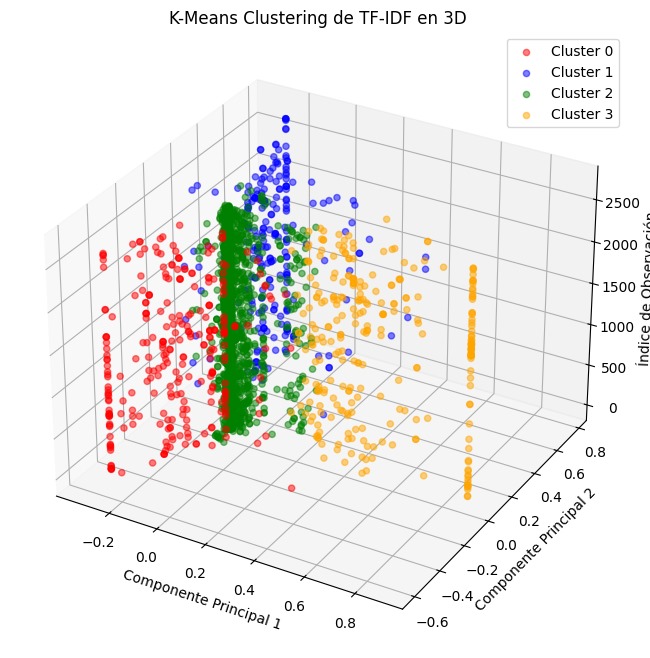 K-Means Clustering de TF-IDF en 3D
Cluster 0
Cluster 1
Cluster 2
Cluster 3
2500
2000
1500
1000
500
0
Índice de Observación
0.8
0.6
0.4
0.2
0.0
−0.2
−0.4
−0.6
Componente Principal 2
−0.2
0.0
0.2
0.4
0.6
0.8
Componente Principal 1